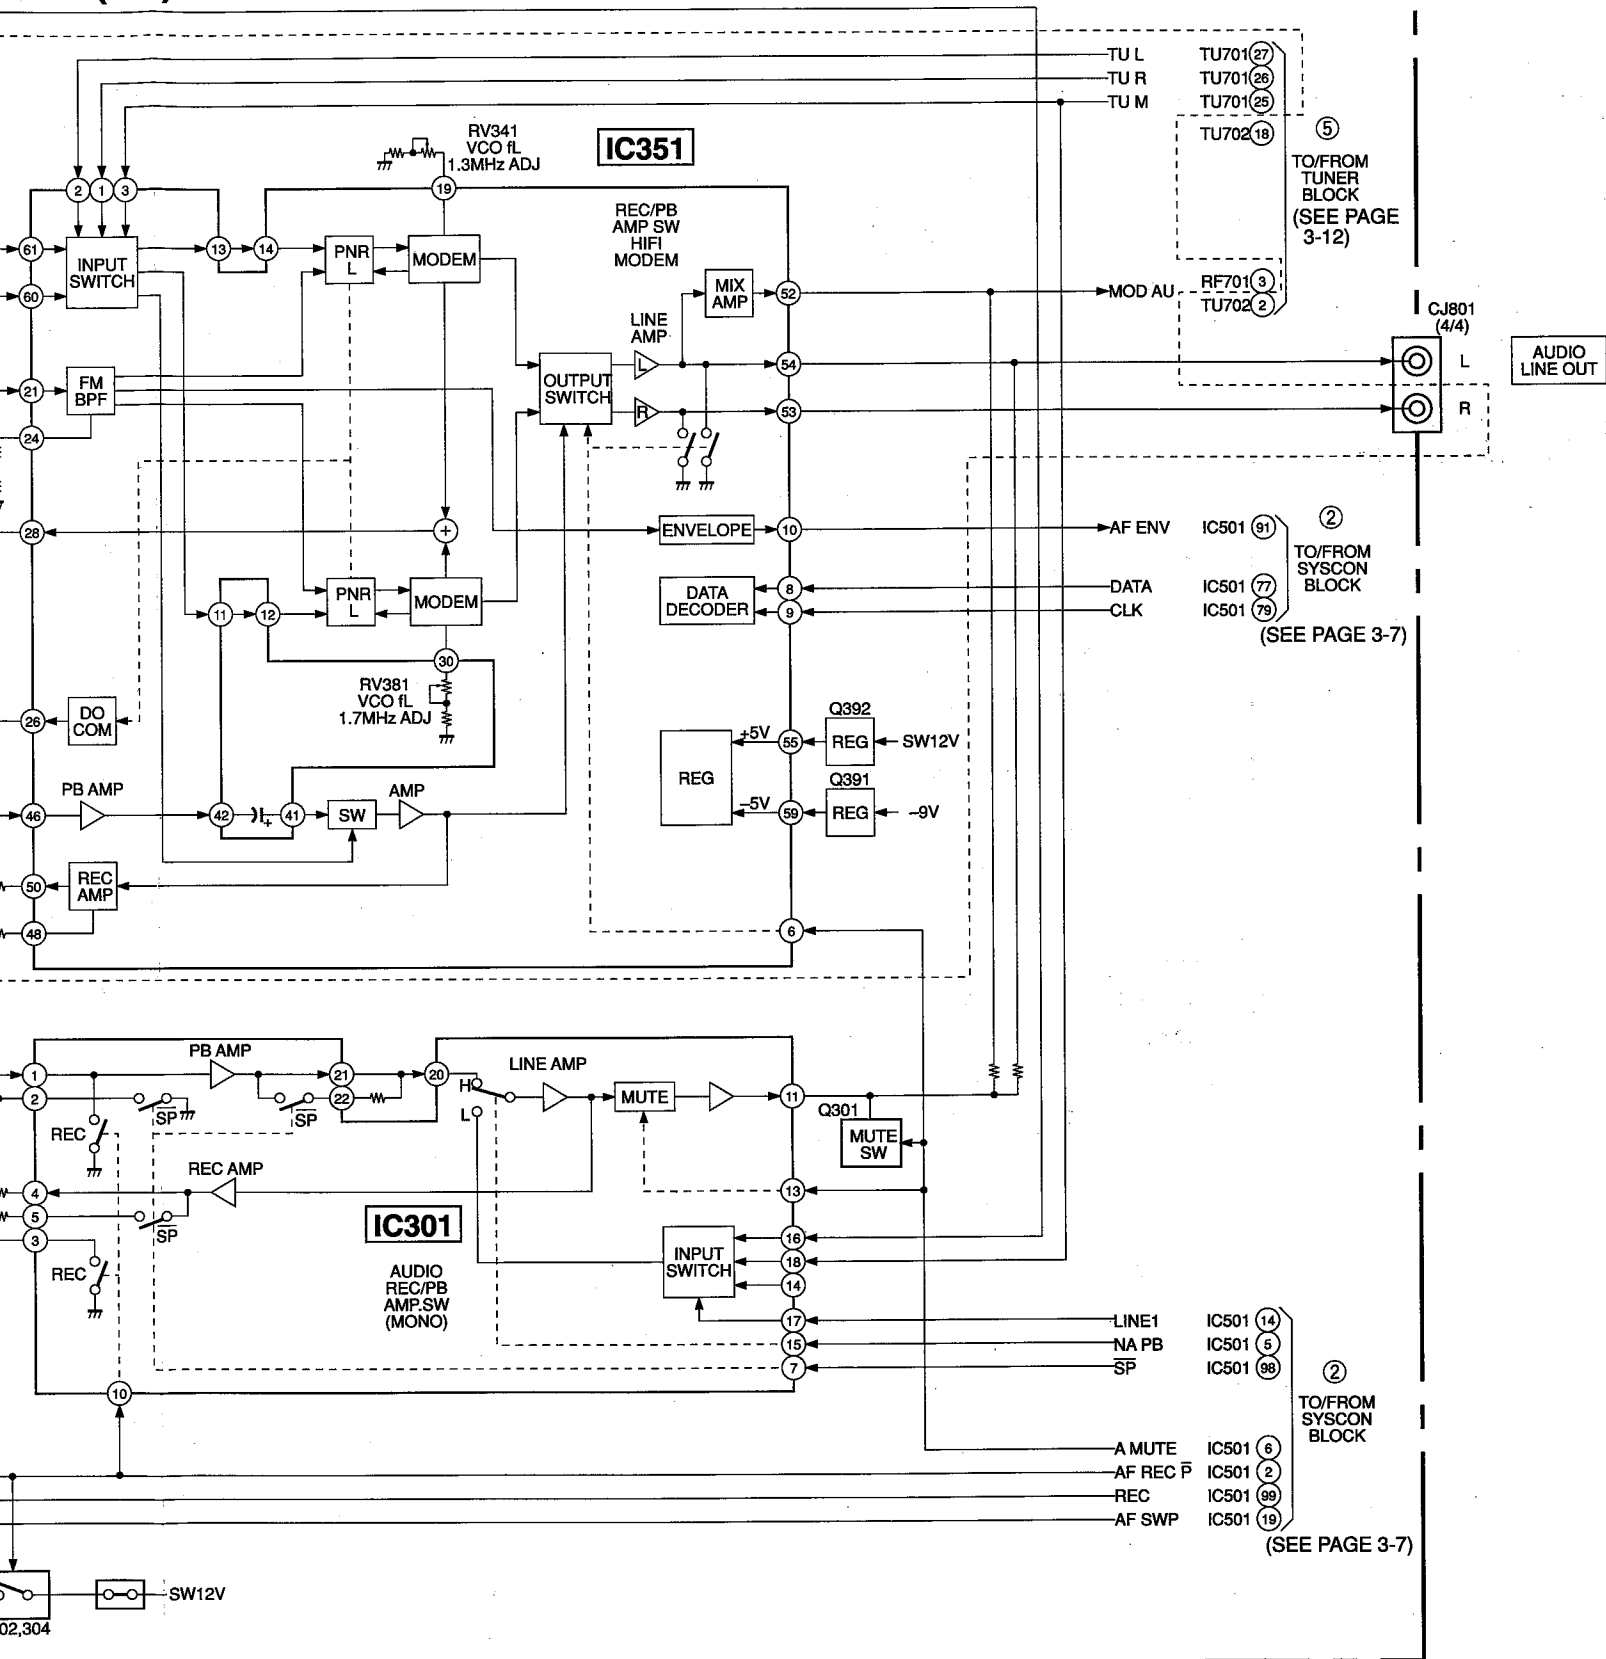 TU L TU701 27
TU R TU701 26
TU M TU701 25
TU702 18
5
TO/FROM
TUNER
BLOCK
(SEE PAGE
3-12)
RV341
VCO fL
1.3MHz ADJ
IC351
2 1 3
19
REC/PB
AMP SW
HIFI
MODEM
61
60
INPUT
SWITCH
13
14
PNR
L
MODEM
MIX
AMP
52
MOD AU
RF701 3
TU702 2
CJ801
(4/4)
LINE
AMP
L
54
L
AUDIO
LINE OUT
OUTPUT
SWITCH
R
53
R
21
FM
BPF
24
28
+
ENVELOPE
10
AF ENV IC501 91
2
TO/FROM
SYSCON
BLOCK
DATA
DECODER
8
DATA IC501 77
9
CLK IC501 79
(SEE PAGE 3-7)
11
12
PNR
L
MODEM
30
RV381
VCO fL
1.7MHz ADJ
26
DO
COM
REG
+5V
55
Q392
REG
SW12V
-5V
59
Q391
REG
-9V
PB AMP
46
42
+
41
SW
AMP
50
REC
AMP
48
6
PB AMP
1
2
SP
SP
21
22
20
H
L
LINE AMP
MUTE
11
Q301
MUTE
SW
REC
REC AMP
4
5
3
SP
13
IC301
AUDIO
REC/PB
AMP.SW
(MONO)
REC
INPUT
SWITCH
16
18
14
17
LINE1 IC501 14
15
NA PB IC501 5
7
SP IC501 98
10
2
TO/FROM
SYSCON
BLOCK
A MUTE IC501 6
AF REC P IC501 2
REC IC501 99
AF SWP IC501 19
(SEE PAGE 3-7)
SW12V
02,304